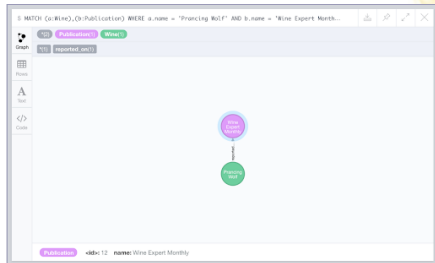 $ MATCH (a:Wine),(b:Publication) WHERE a.name = "Prancing Wolf" AND b.name = "Wine Expert Month…
*(2) Publication(1) Wine(1)
*(1) reported_on(1)
Graph
Rows
Text
Code
Wine
Expert
Monthly
Prancing
Wolf
Publication <id>: 12 name: Wine Expert Monthly